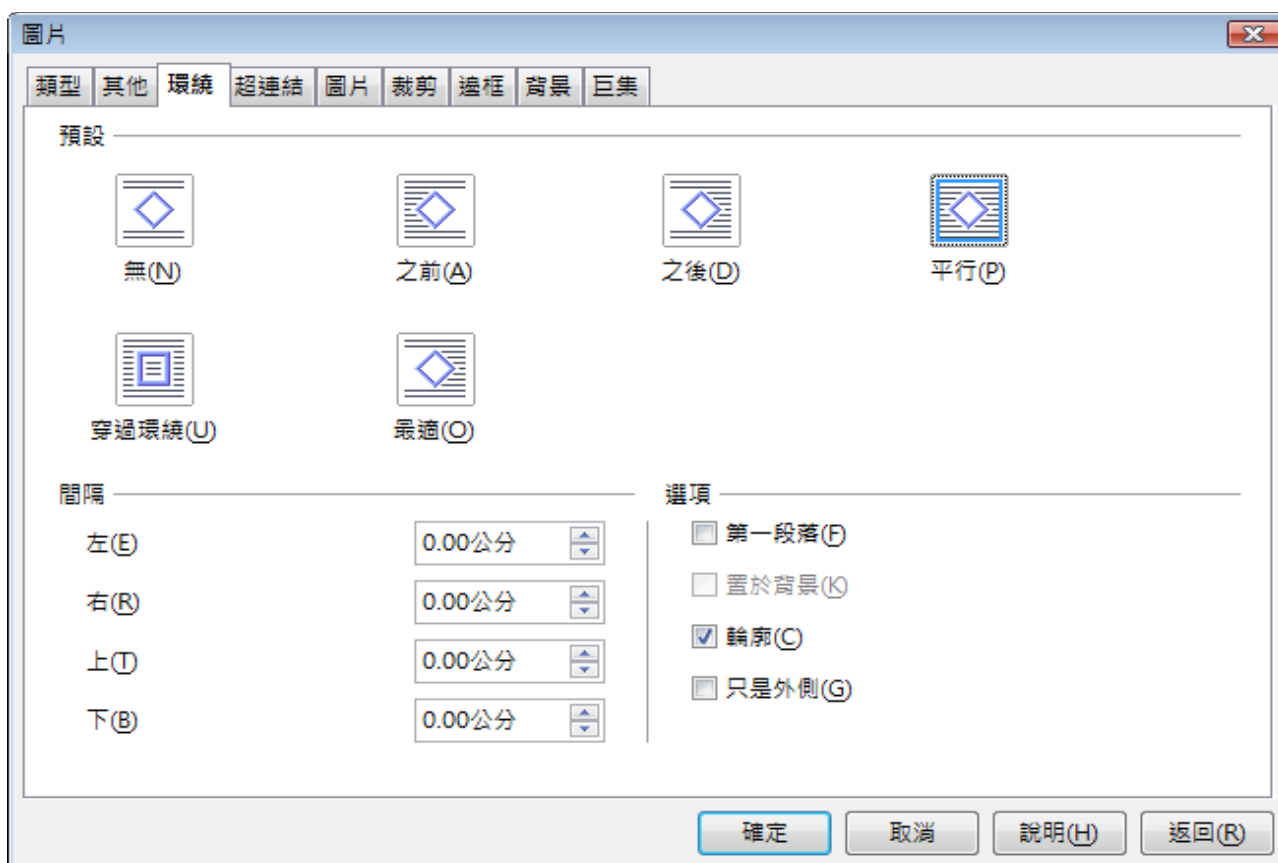 圖片
類型 其他 環繞 超連結 圖片 裁剪 邊框 背景 巨集
預設
無(N) 之前(A) 之後(D) 平行(P)
穿過環繞(U) 最適(O)
間隔 選項
左(E) 0.00公分 第一段落(F)
右(R) 0.00公分 置於背景(K)
上(T) 0.00公分 輪廓(C)
下(B) 0.00公分 只是外側(G)
確定 取消 說明(H) 返回(R)